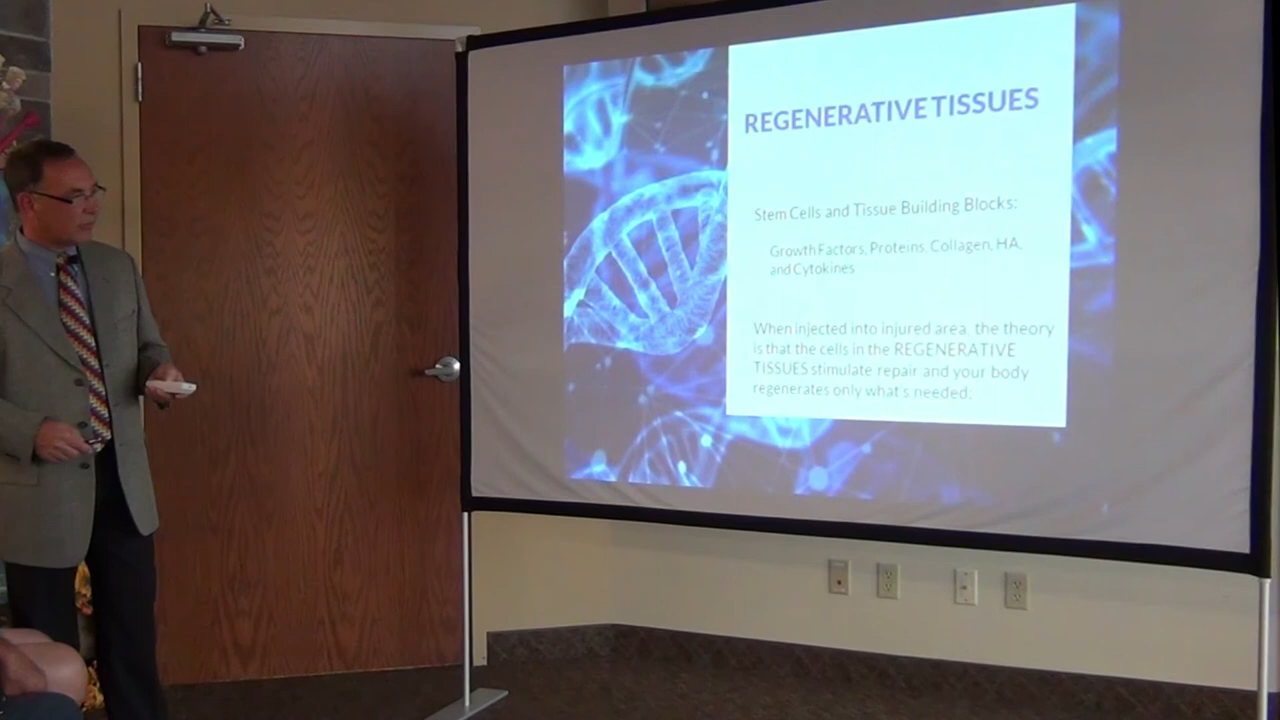 REGENERATIVE TISSUES
Stem Cells and Tissue Building Blocks:
Growth Factors, Proteins, Collagen, HA,
and Cytokines
When injected into injured area, the theory
is that the cells in the REGENERATIVE
TISSUES stimulate repair and your body
regenerates only what's needed: